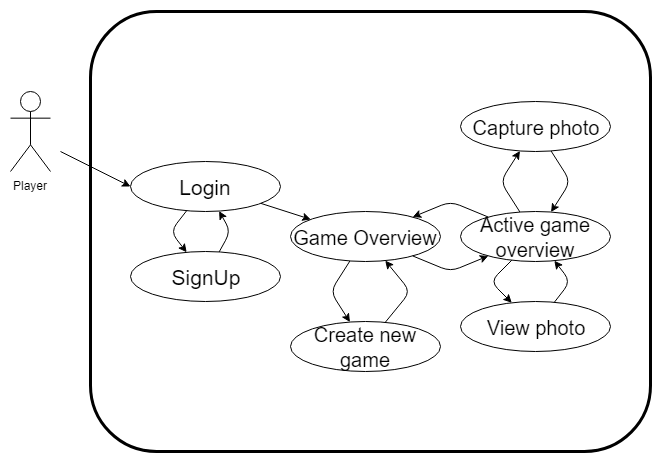 Capture photo
Player
Login
Active game
overview
Game Overview
SignUp
View photo
Create new
game